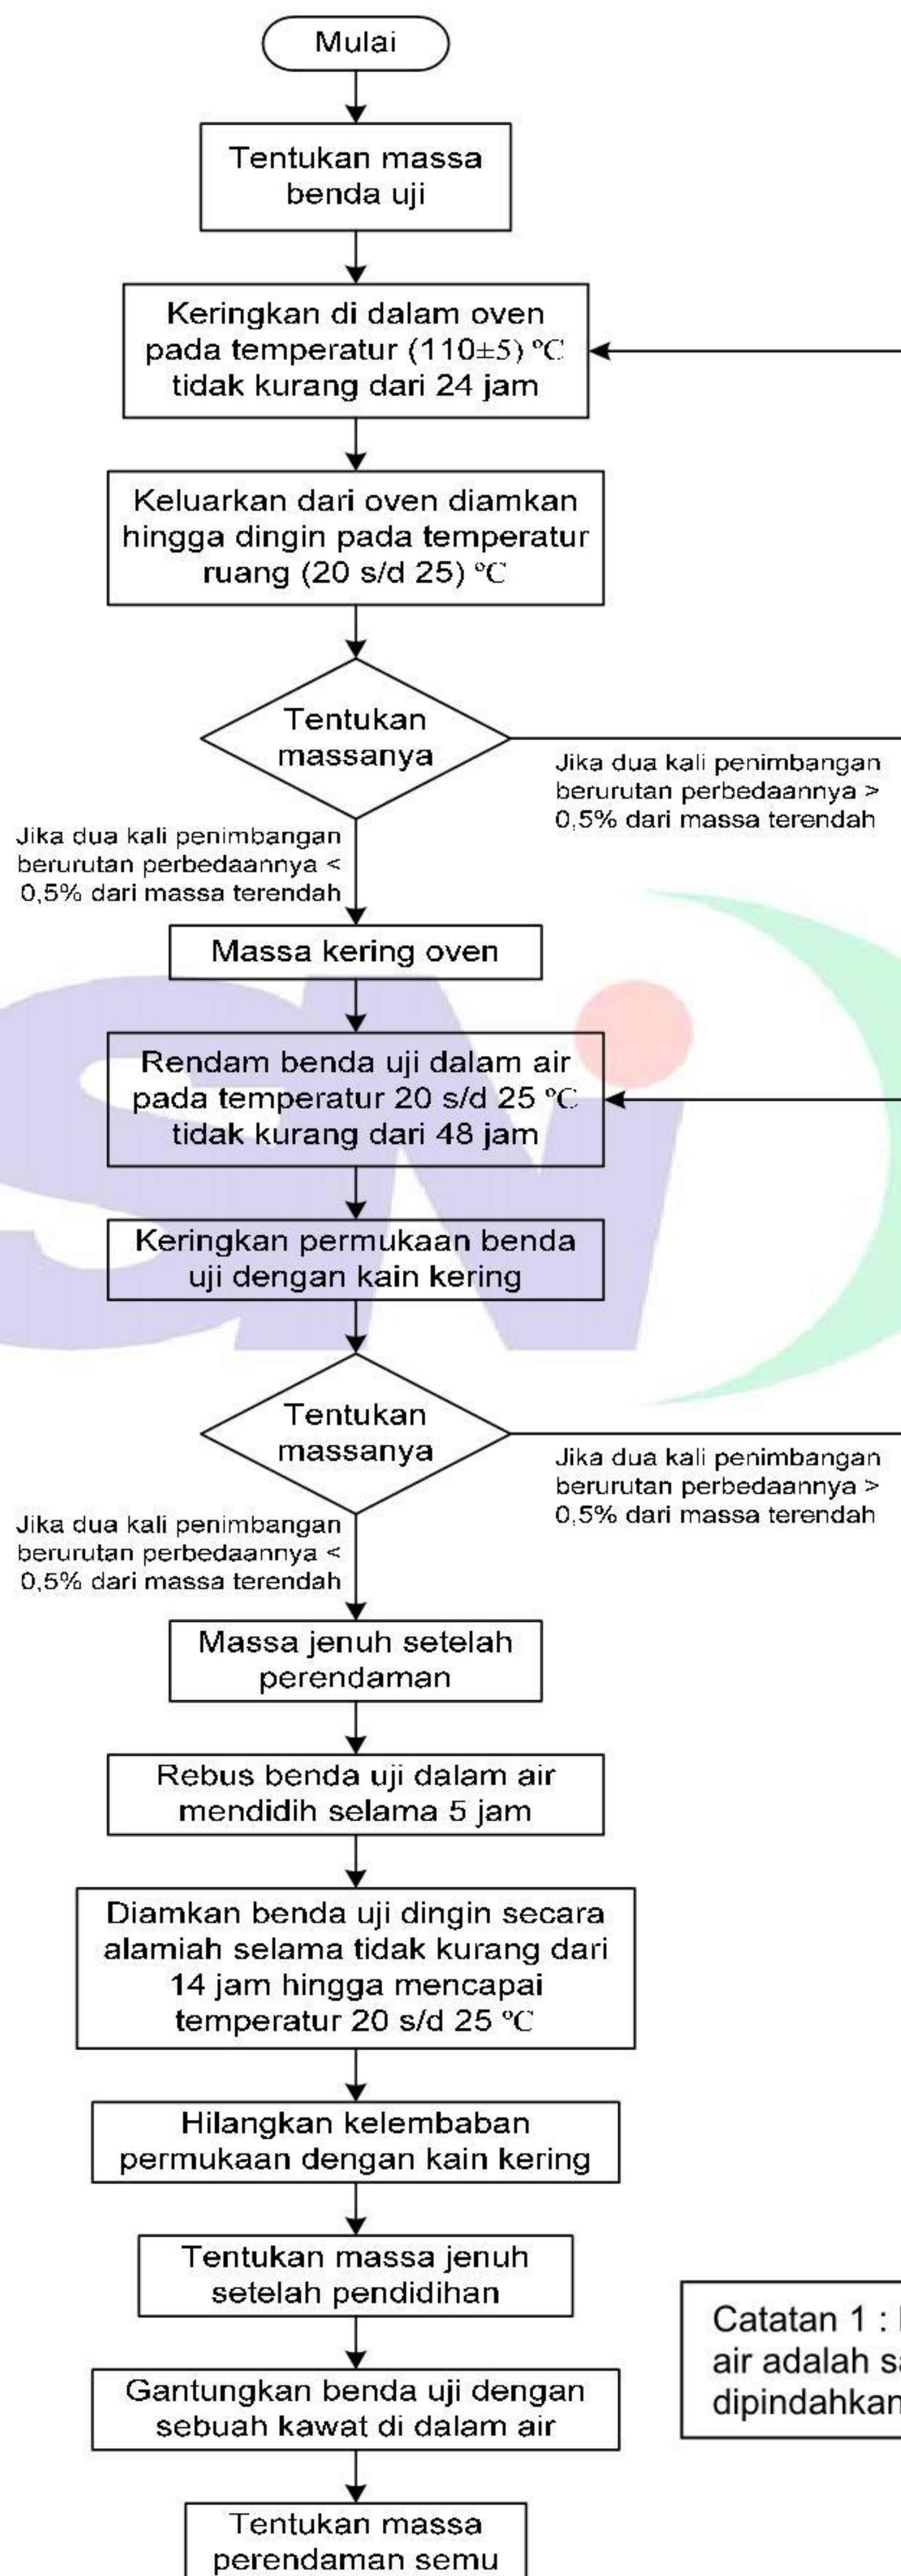 Mulai
Tentukan massa
benda uji
Keringkan di dalam oven
pada temperatur (110±5) ºC
tidak kurang dari 24 jam
Keluarkan dari oven diamkan
hingga dingin pada temperatur
ruang (20 s/d 25) ºC
Tentukan
massanya
Jika dua kali penimbangan
berurutan perbedaannya >
0,5% dari massa terendah
Jika dua kali penimbangan
berurutan perbedaannya <
0,5% dari massa terendah
Massa kering oven
Rendam benda uji dalam air
pada temperatur 20 s/d 25 ºC
tidak kurang dari 48 jam
Keringkan permukaan benda
uji dengan kain kering
Tentukan
massanya
Jika dua kali penimbangan
berurutan perbedaannya >
0,5% dari massa terendah
Jika dua kali penimbangan
berurutan perbedaannya <
0,5% dari massa terendah
Massa jenuh setelah
perendaman
Rebus benda uji dalam air
mendidih selama 5 jam
Diamkan benda uji dingin secara
alamiah selama tidak kurang dari
14 jam hingga mencapai
temperatur 20 s/d 25 ºC
Hilangkan kelembaban
permukaan dengan kain kering
Tentukan massa jenuh
setelah pendidihan
Catatan 1 :
air adalah
dipindahkan
Gantungkan benda uji dengan
sebuah kawat di dalam air
Tentukan massa
perendaman semu
SNI